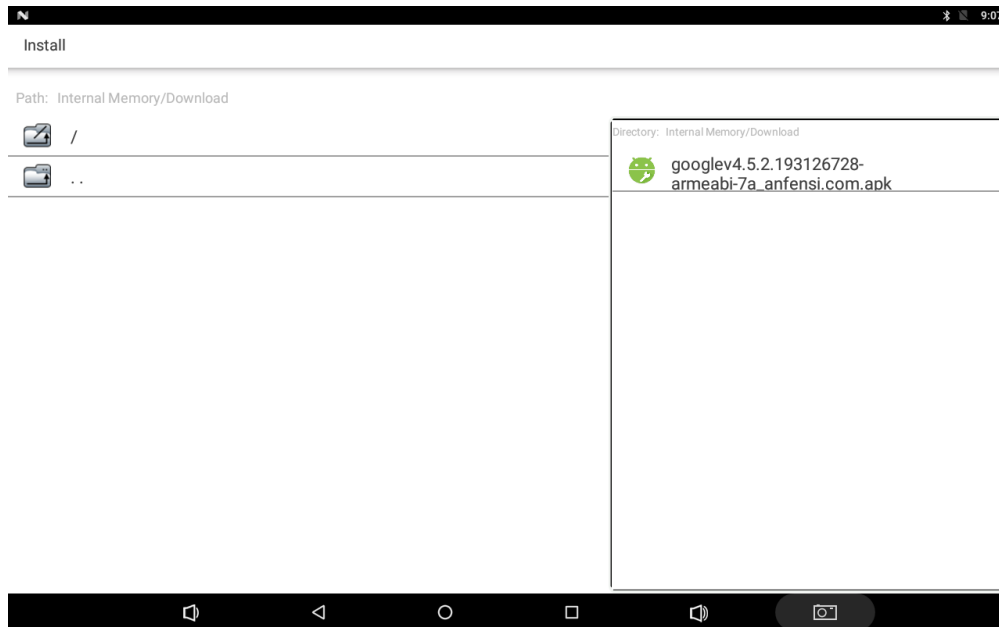 9:07
Install
Path: Internal Memory/Download
/
. .
Directory: Internal Memory/Download
googlev4.5.2.193126728-
armeabi-7a_anfensi.com.apk